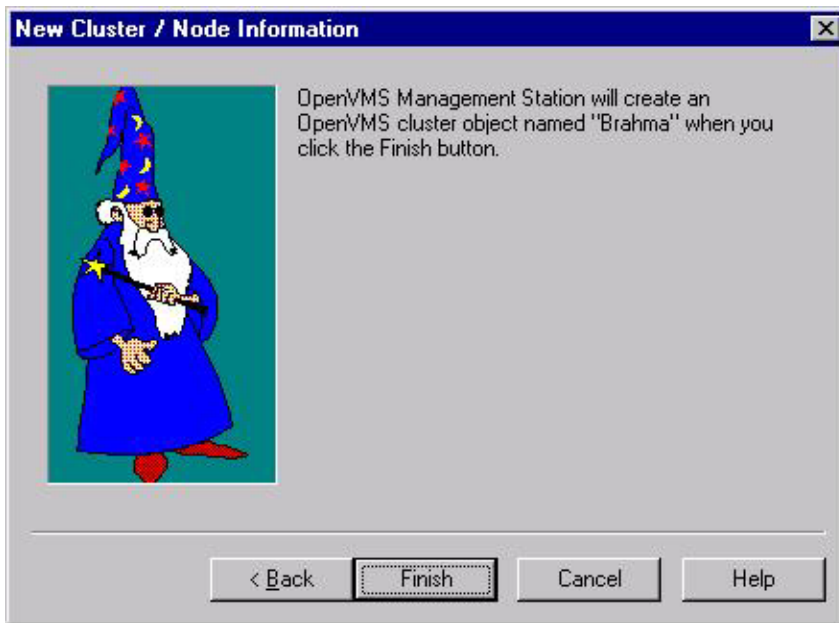 New Cluster / Node Information
OpenVMS Management Station will create an
OpenVMS cluster object named "Brahma" when you
click the Finish button.
< Back
Finish
Cancel
Help